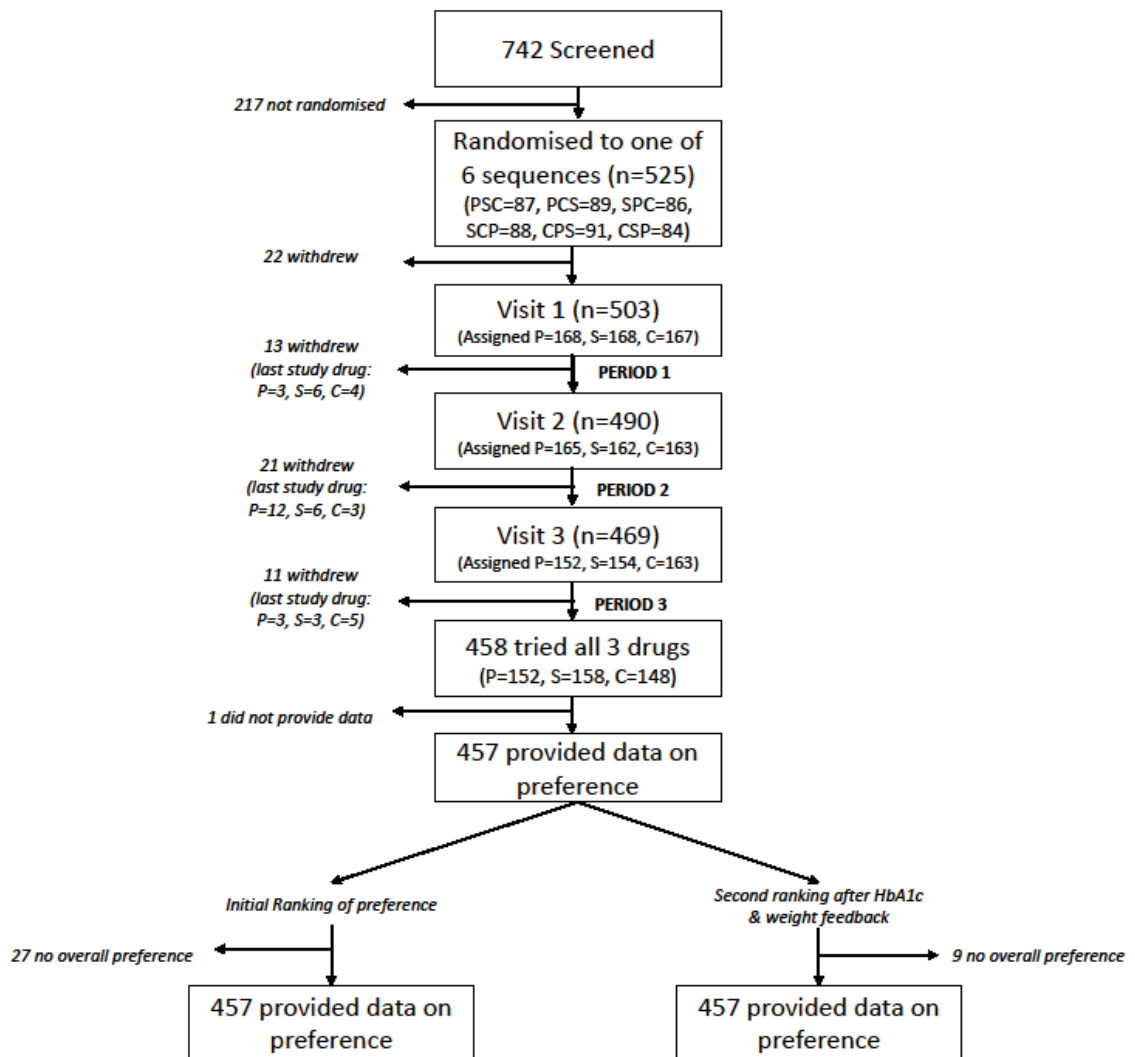 742 Screened
217 not randomised
Randomised to one of
6 sequences (n=525)
(PSC=87, PCS=89, SPC=86,
SCP=88, CPS=91, CSP=84)
22 withdrew
Visit 1 (n=503)
(Assigned P=168, S=168, C=167)
13 withdrew
(last study drug:
P=3, S=6, C=4)
PERIOD 1
Visit 2 (n=490)
(Assigned P=165, S=162, C=163)
21 withdrew
(last study drug:
P=12, S=6, C=3)
PERIOD 2
Visit 3 (n=469)
(Assigned P=152, S=154, C=163)
11 withdrew
(last study drug:
P=3, S=3, C=5)
PERIOD 3
458 tried all 3 drugs
(P=152, S=158, C=148)
1 did not provide data
457 provided data on
preference
Initial Ranking of preference
Second ranking after HbA1c
& weight feedback
27 no overall preference
9 no overall preference
457 provided data on
preference
457 provided data on
preference